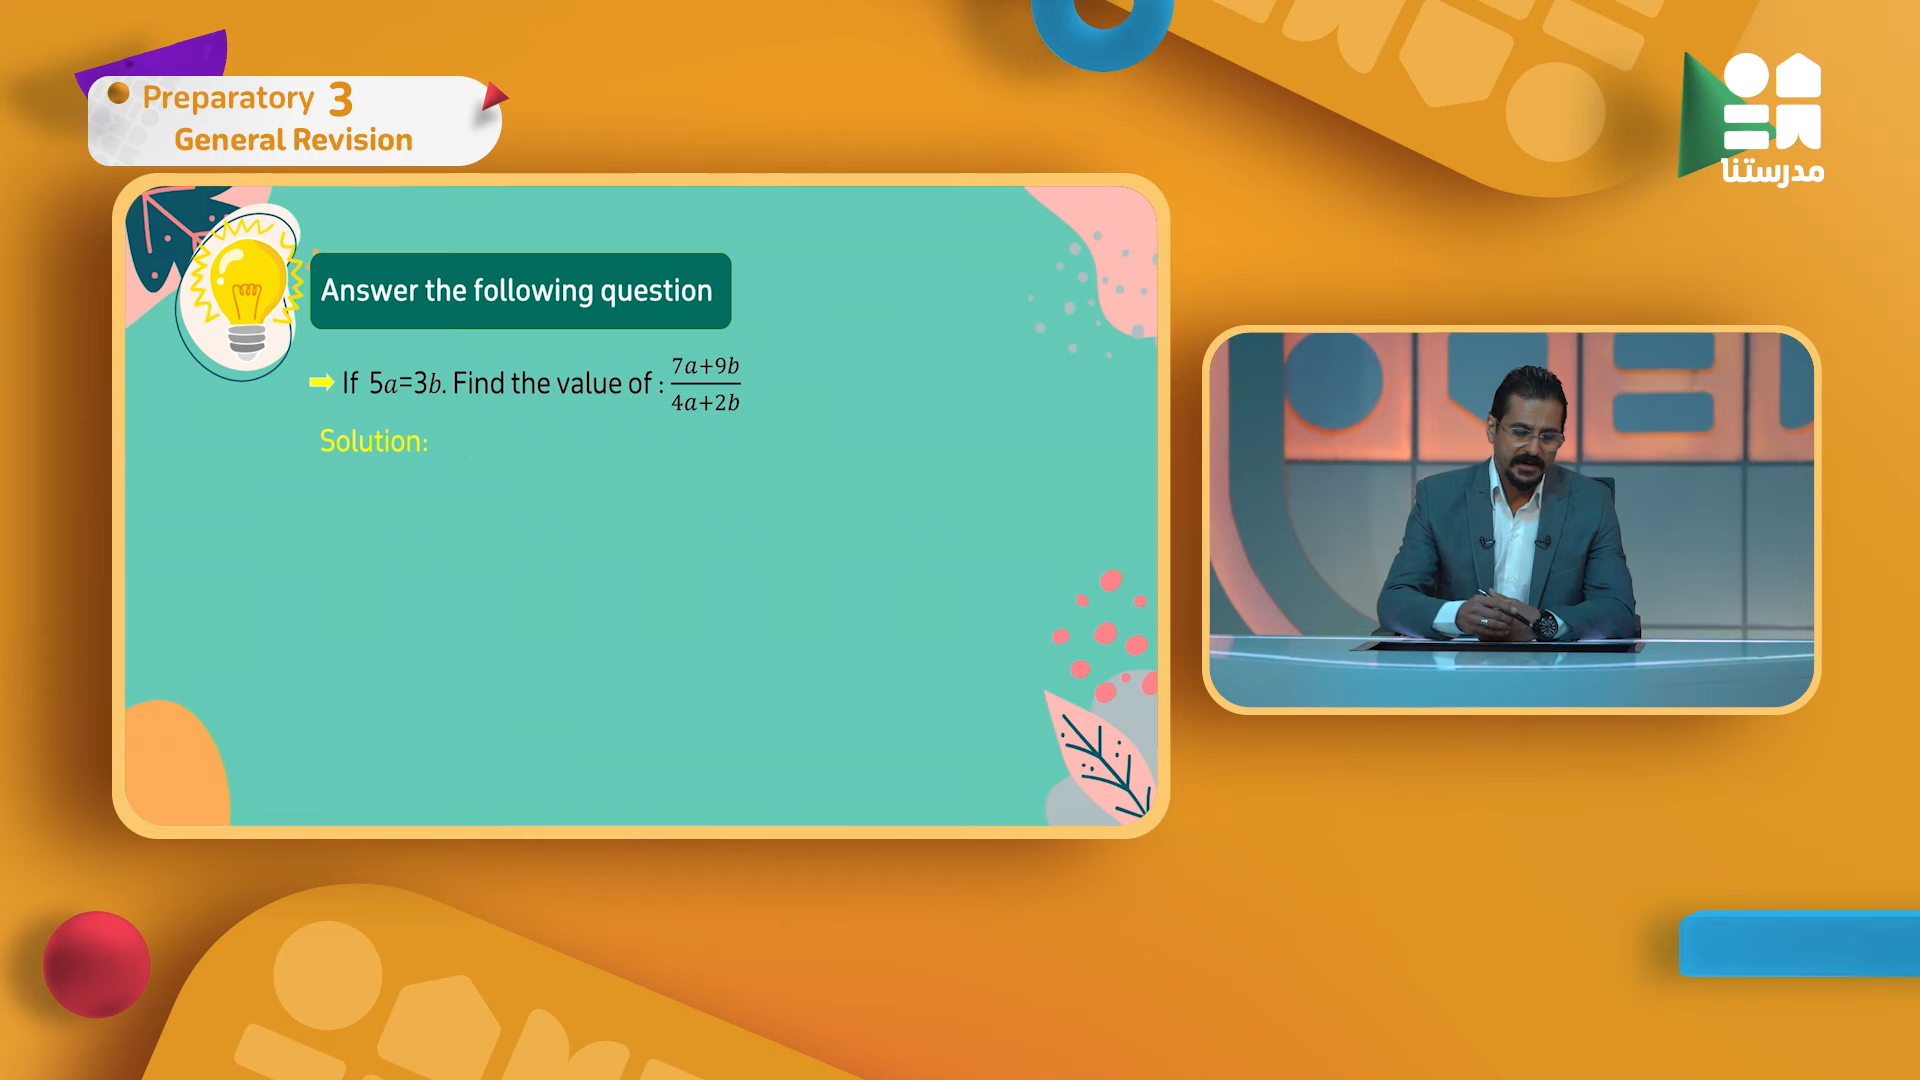 Preparatory 3
General Revision
مدرستنا
Answer the following question
If 5a=3b. Find the value of : \frac{7a+9b}{4a+2b}
Solution: